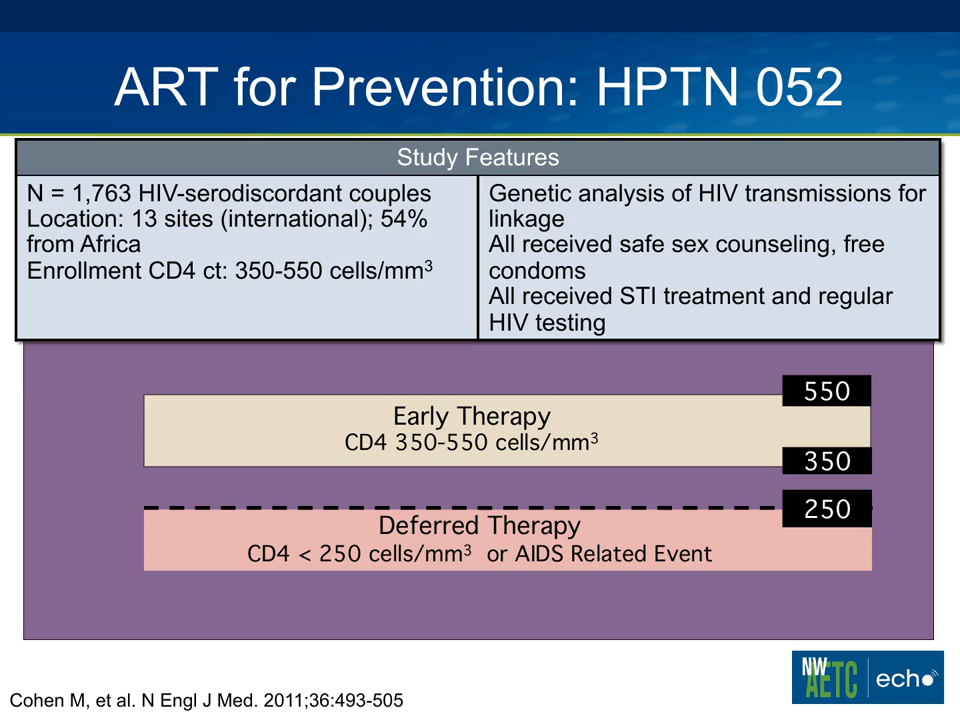 ART for Prevention: HPTN 052
Study Features
N = 1,763 HIV-serodiscordant couples
Location: 13 sites (international); 54%
from Africa
Enrollment CD4 ct: 350-550 cells/mm³
Genetic analysis of HIV transmissions for
linkage
All received safe sex counseling, free
condoms
All received STI treatment and regular
HIV testing
550
Early Therapy
CD4 350-550 cells/mm³
350
250
Deferred Therapy
CD4 < 250 cells/mm³ or AIDS Related Event
NW
AETC
echo
Cohen M, et al. N Engl J Med. 2011;36:493-505